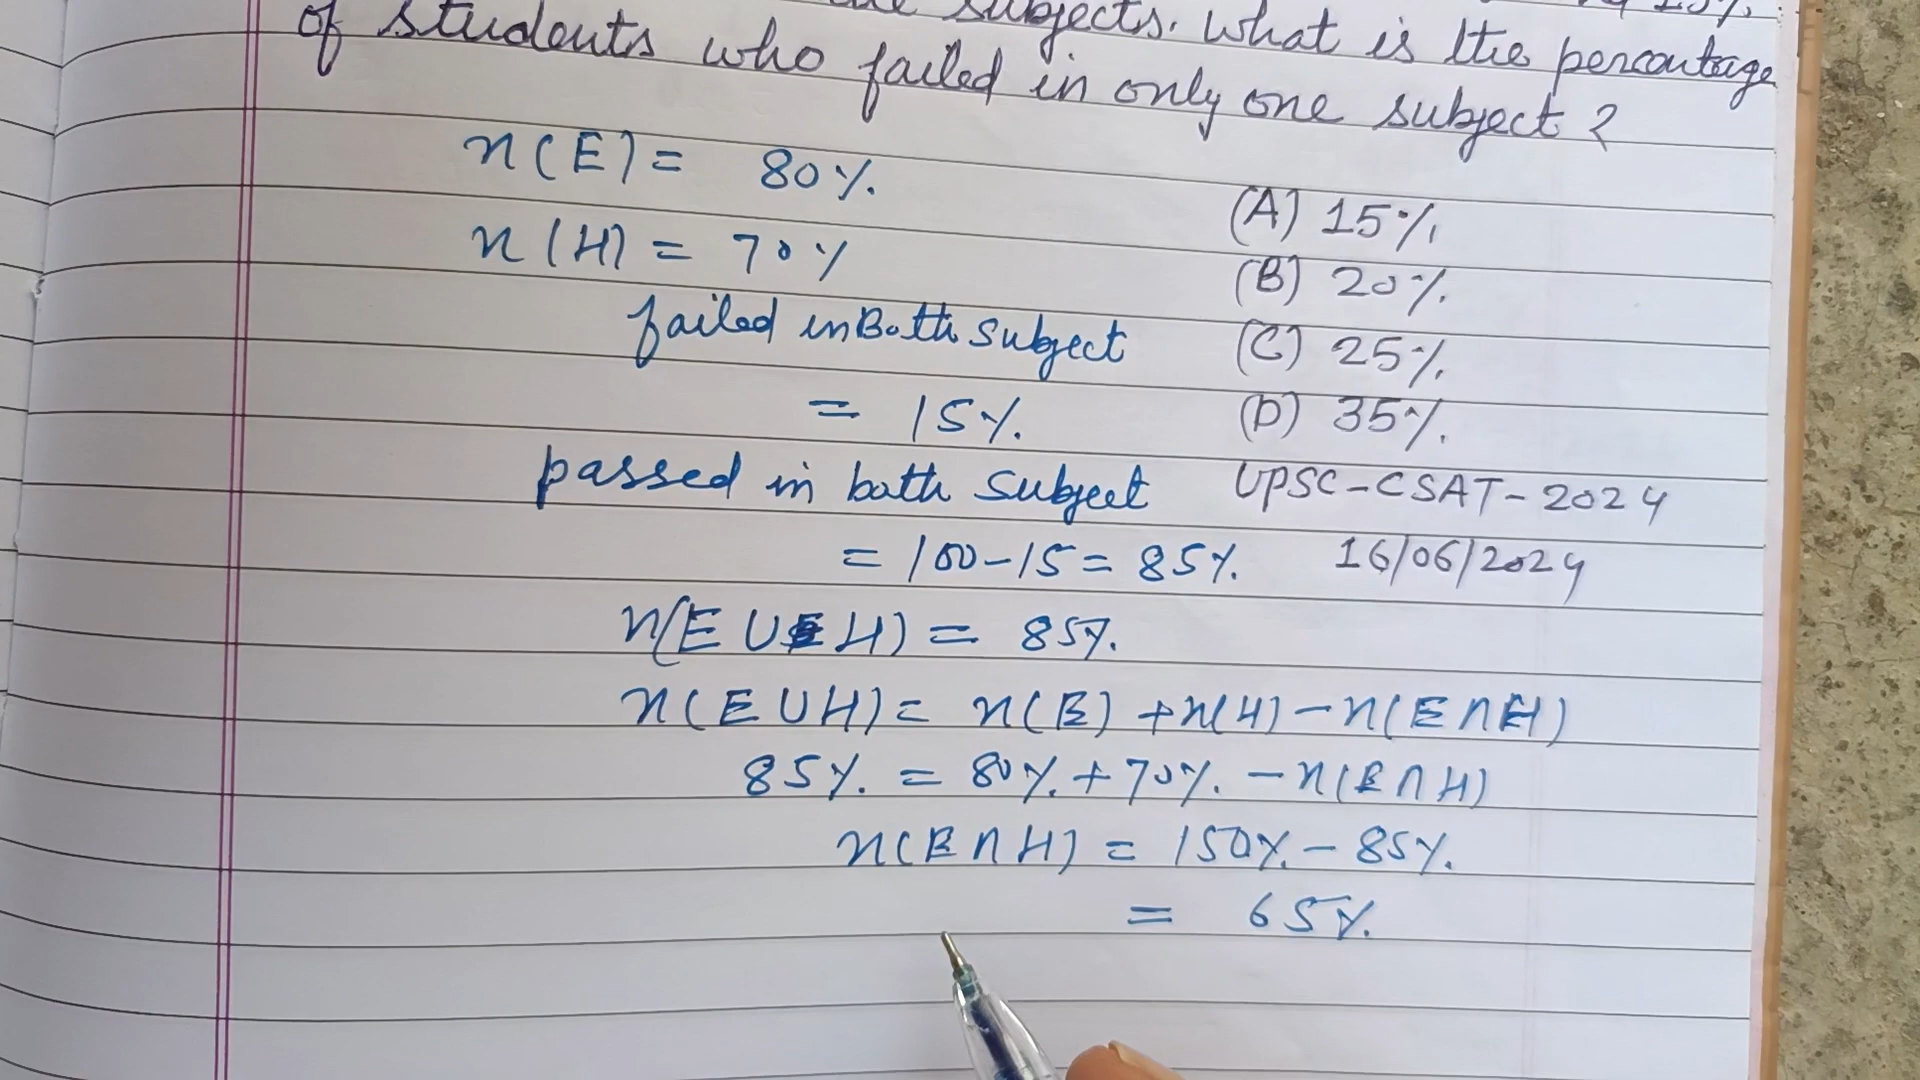 subjects. What is the percentage
of students who failed in only one subject ?
n(E) = 80%.
(A) 15%.
n(H) = 70%
(B) 20%.
failed in Both subject
(C) 25%.
= 15%.
(D) 35%.
passed in both subject
UPSC-CSAT-2024
= 100-15 = 85%.
16/06/2024
n(E U H) = 85%.
n(E U H) = n(E) + n(H) - n(E ∩ H)
85%. = 80%. + 70%. - n(E ∩ H)
n(E ∩ H) = 150%. - 85%.
= 65%.